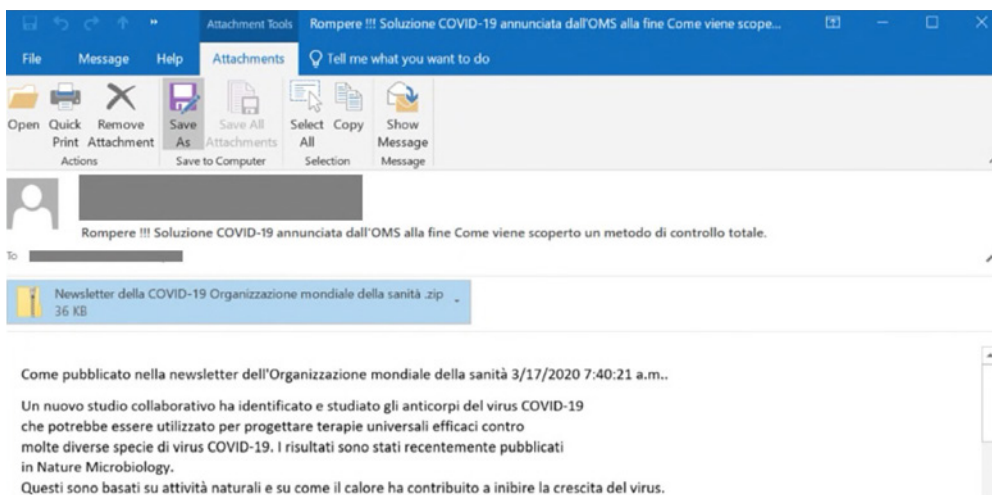 Attachment Tools
Rompere !!! Soluzione COVID-19 annunciata dall'OMS alla fine Come viene scope...
File Message Help Attachments Tell me what you want to do
Open Quick Print Remove Attachment Save As Save All Attachments Select All Copy Show Message
Actions Save to Computer Selection Message
Rompere !!! Soluzione COVID-19 annunciata dall'OMS alla fine Come viene scoperto un metodo di controllo totale.
To
Newsletter della COVID-19 Organizzazione mondiale della sanità .zip
36 KB
Come pubblicato nella newsletter dell'Organizzazione mondiale della sanità 3/17/2020 7:40:21 a.m..
Un nuovo studio collaborativo ha identificato e studiato gli anticorpi del virus COVID-19
che potrebbe essere utilizzato per progettare terapie universali efficaci contro
molte diverse specie di virus COVID-19. I risultati sono stati recentemente pubblicati
in Nature Microbiology.
Questi sono basati su attività naturali e su come il calore ha contribuito a inibire la crescita del virus.